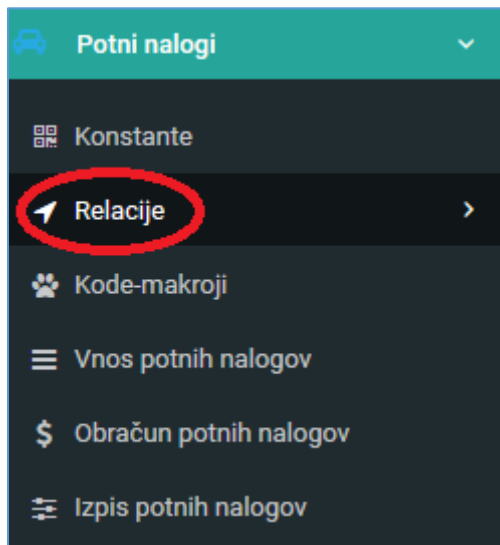 Potni nalogi
Konstante
Relacije
Kode-makroji
Vnos potnih nalogov
Obračun potnih nalogov
Izpis potnih nalogov